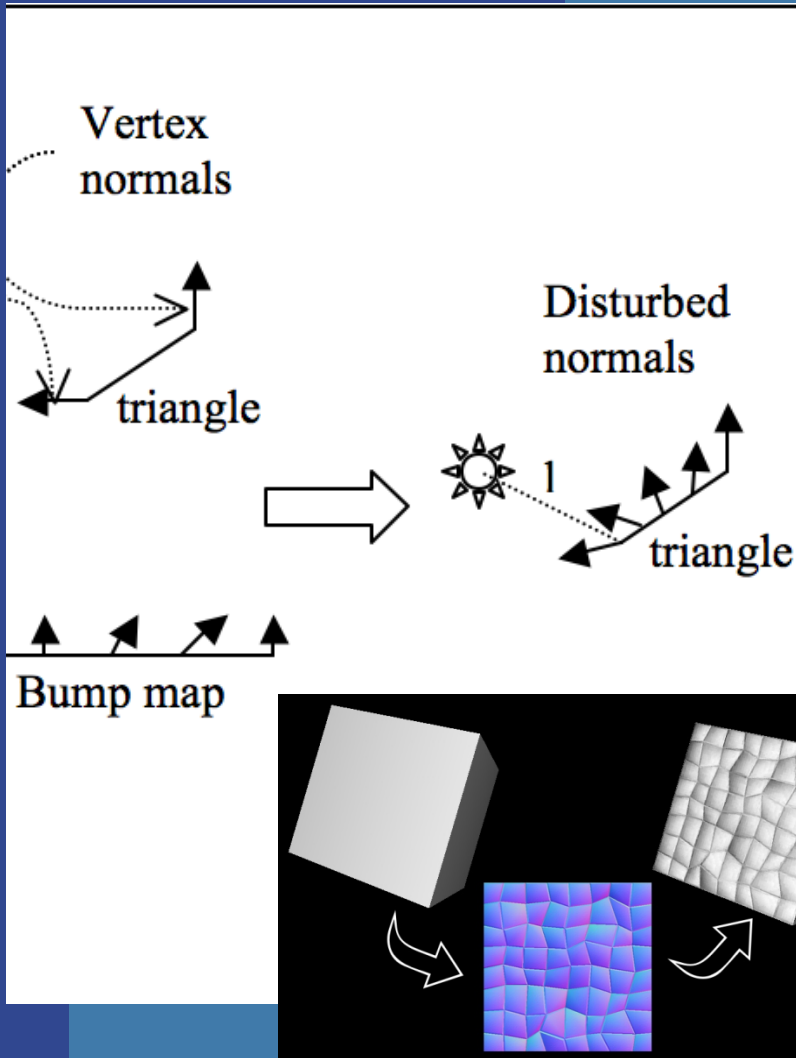 Vertex
normals
triangle
Disturbed
normals
l
triangle
Bump map